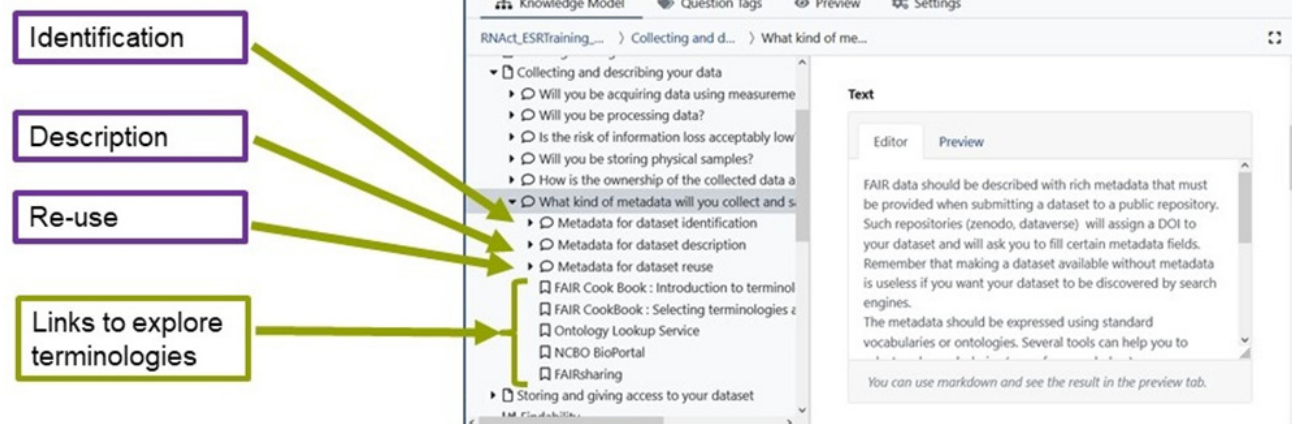 Identification
Description
Re-use
Links to explore
terminologies
Knowledge Model Question Tags Preview Settings
RNAct_ESRTraining_... 〉 Collecting and d... 〉 What kind of me...
Collecting and describing your data
Will you be acquiring data using measureme
Will you be processing data?
Is the risk of information loss acceptably low
Will you be storing physical samples?
How is the ownership of the collected data a
What kind of metadata will you collect and s
Metadata for dataset identification
Metadata for dataset description
Metadata for dataset reuse
FAIR Cook Book : Introduction to terminol
FAIR CookBook : Selecting terminologies a
Ontology Lookup Service
NCBO BioPortal
FAIRsharing
Storing and giving access to your dataset
Findability
Text
Editor Preview
FAIR data should be described with rich metadata that must
be provided when submitting a dataset to a public repository.
Such repositories (zenodo, dataverse) will assign a DOI to
your dataset and will ask you to fill certain metadata fields.
Remember that making a dataset available without metadata
is useless if you want your dataset to be discovered by search
engines.
The metadata should be expressed using standard
vocabularies or ontologies. Several tools can help you to
You can use markdown and see the result in the preview tab.